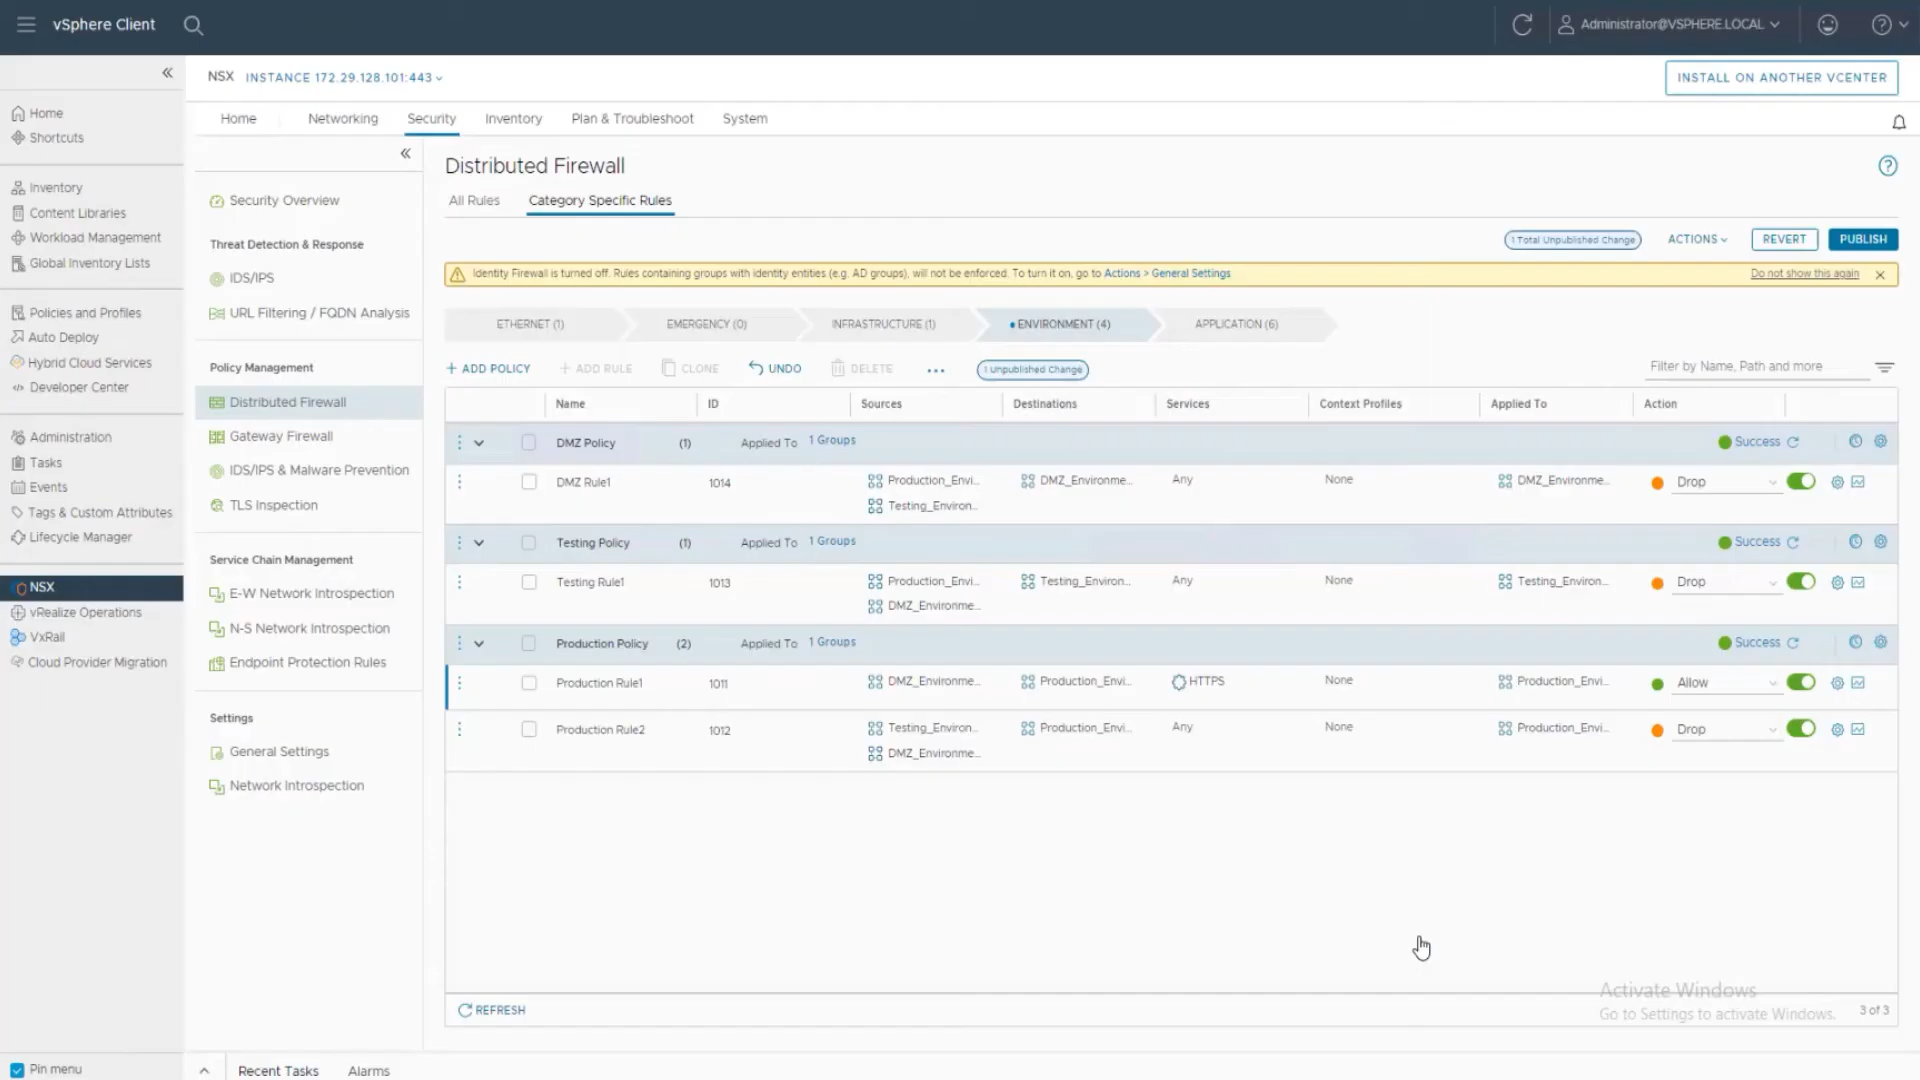 vSphere Client
Administrator@VSPHERE.LOCAL
NSX INSTANCE 172.29.128.101:443
INSTALL ON ANOTHER VCENTER
Home
Shortcuts
Inventory
Content Libraries
Workload Management
Global Inventory Lists
Policies and Profiles
Auto Deploy
Hybrid Cloud Services
Developer Center
Administration
Tasks
Events
Tags & Custom Attributes
Lifecycle Manager
NSX
vRealize Operations
VxRail
Cloud Provider Migration
Pin menu
Home Networking Security Inventory Plan & Troubleshoot System
Security Overview
Threat Detection & Response
IDS/IPS
URL Filtering / FQDN Analysis
Policy Management
Distributed Firewall
Gateway Firewall
IDS/IPS & Malware Prevention
TLS Inspection
Service Chain Management
E-W Network Introspection
N-S Network Introspection
Endpoint Protection Rules
Settings
General Settings
Network Introspection
Distributed Firewall
All Rules Category Specific Rules
1 Total Unpublished Change ACTIONS REVERT PUBLISH
Identity Firewall is turned off. Rules containing groups with identity entities (e.g. AD groups), will not be enforced. To turn it on, go to Actions > General Settings Do not show this again
ETHERNET (1) EMERGENCY (0) INFRASTRUCTURE (1) ENVIRONMENT (4) APPLICATION (6)
+ ADD POLICY + ADD RULE CLONE UNDO DELETE ... 1 Unpublished Change Filter by Name, Path and more
Name ID Sources Destinations Services Context Profiles Applied To Action
DMZ Policy (1) Applied To 1 Groups Success
DMZ Rule1 1014 Production_Envi... DMZ_Environme... Any None DMZ_Environme... Drop
Testing_Environ...
Testing Policy (1) Applied To 1 Groups Success
Testing Rule1 1013 Production_Envi... Testing_Environ... Any None Testing_Environ... Drop
DMZ_Environme...
Production Policy (2) Applied To 1 Groups Success
Production Rule1 1011 DMZ_Environme... Production_Envi... HTTPS None Production_Envi... Allow
Production Rule2 1012 Testing_Environ... Production_Envi... Any None Production_Envi... Drop
DMZ_Environme...
Activate Windows
Go to Settings to activate Windows.
REFRESH 3 of 3
Recent Tasks Alarms